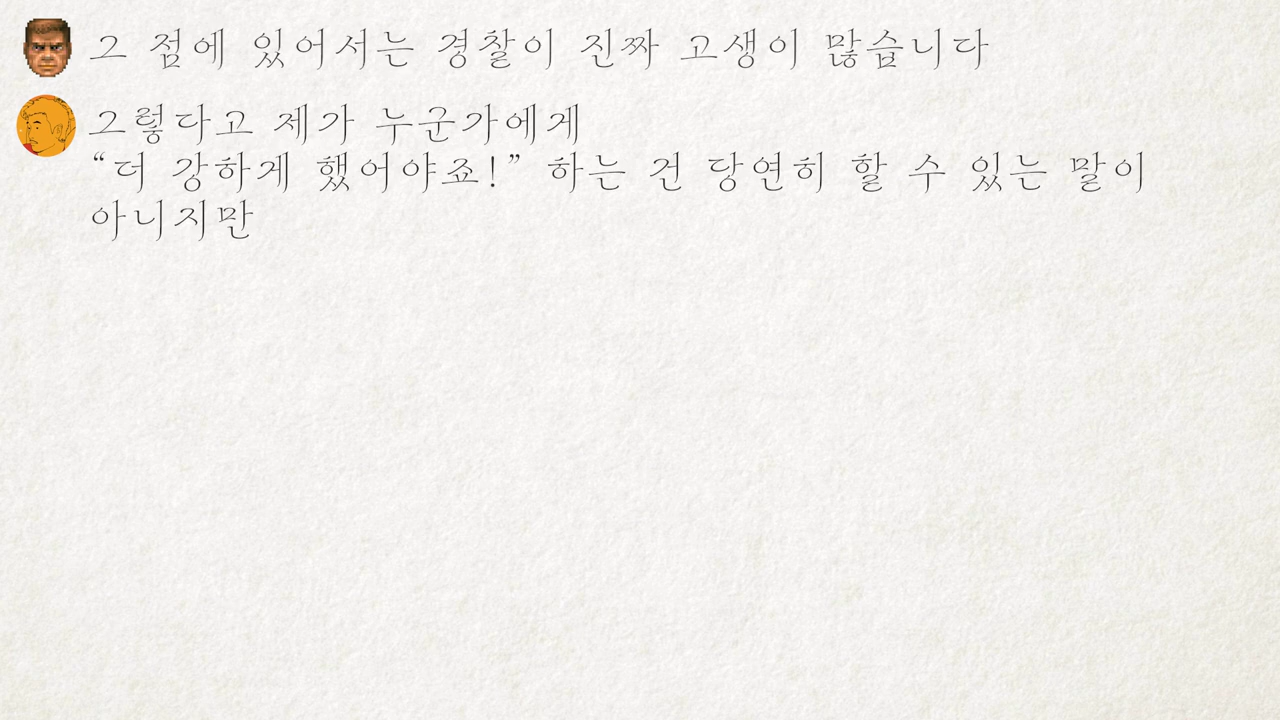 그 점에 있어서는 경찰이 진짜 고생이 많습니다
그렇다고 제가 누군가에게
“더 강하게 했어야죠!” 하는 건 당연히 할 수 있는 말이
아니지만